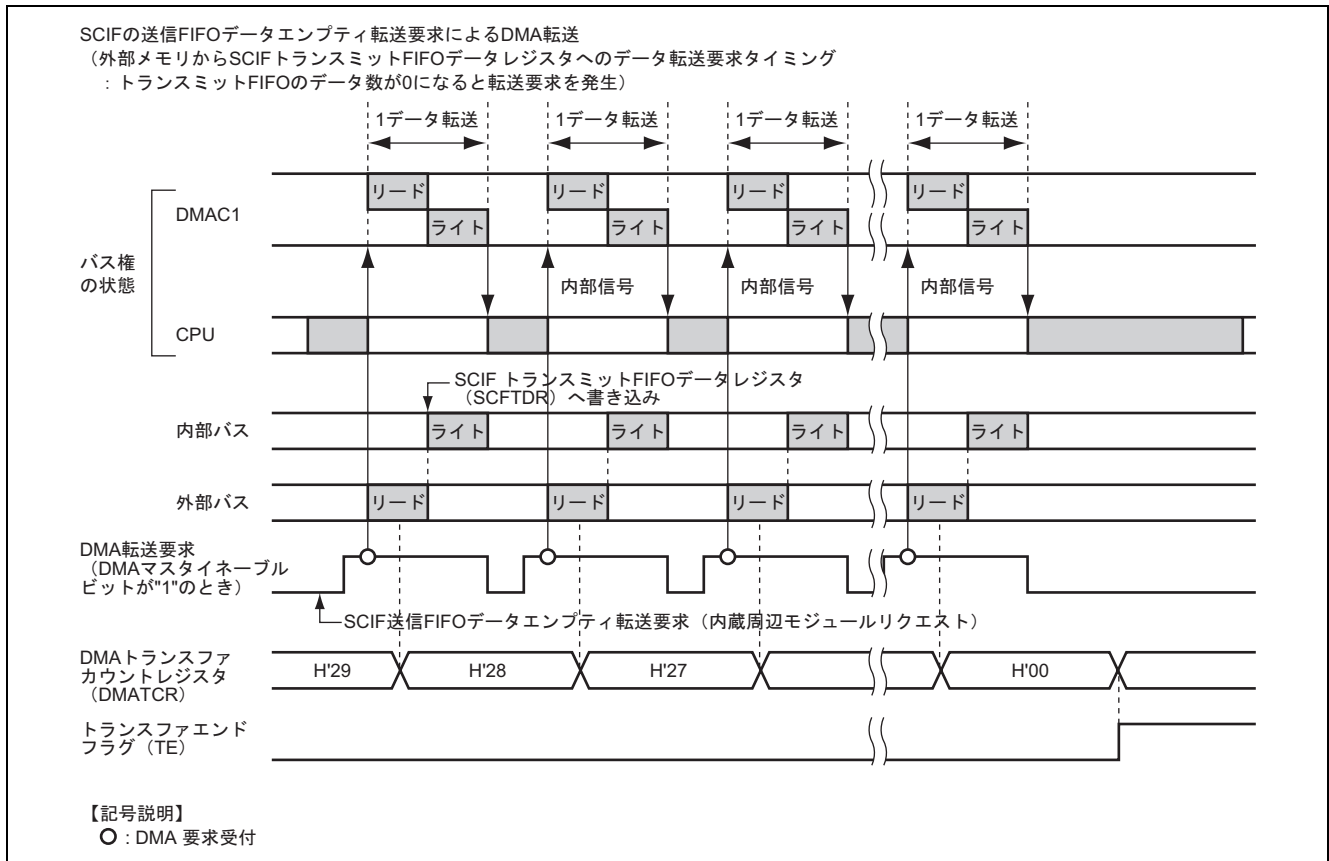 SCIFの送信FIFOデータエンプティ転送要求によるDMA転送
（外部メモリからSCIFトランスミットFIFOデータレジスタへのデータ転送要求タイミング
：トランスミットFIFOのデータ数が0になると転送要求を発生）
1データ転送 1データ転送 1データ転送 1データ転送
リード リード リード リード
DMAC1
ライト ライト ライト ライト
バス権
の状態
内部信号 内部信号 内部信号
CPU
SCIF トランスミットFIFOデータレジスタ
（SCFTDR）へ書き込み
内部バス ライト ライト ライト ライト
外部バス リード リード リード リード
DMA転送要求
（DMAマスタイネーブル
ビットが"1"のとき）
SCIF送信FIFOデータエンプティ転送要求（内蔵周辺モジュールリクエスト）
DMAトランスファ
カウントレジスタ
（DMATCR）
H'29 H'28 H'27 H'00
トランスファエンド
フラグ（TE）
【記号説明】
○ : DMA 要求受付